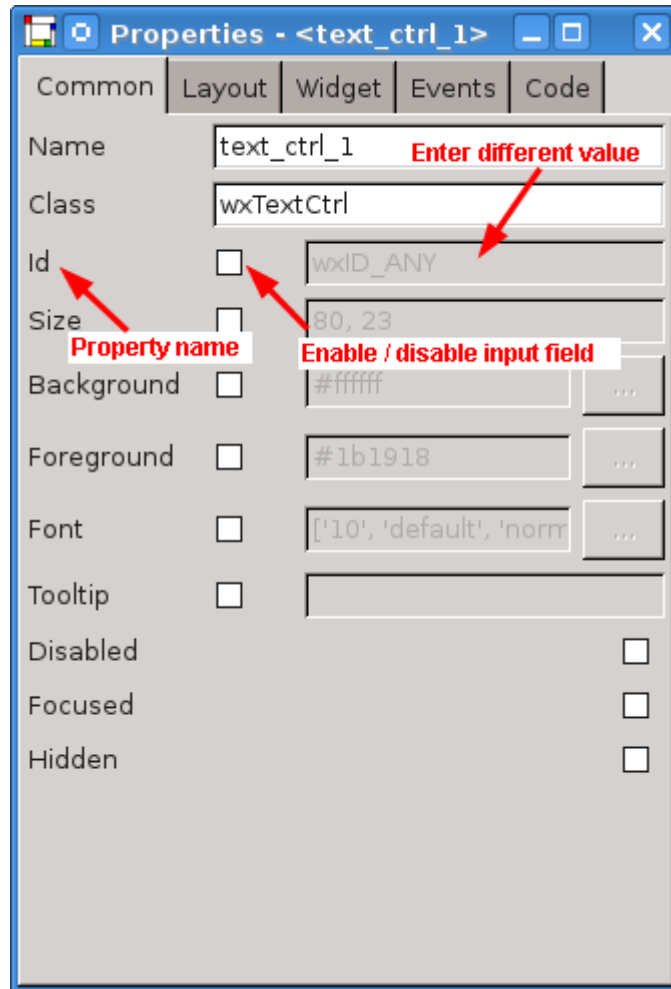 Properties - <text_ctrl_1>
Common Layout Widget Events Code
Name text_ctrl_1
Enter different value
Class wxTextCtrl
Id wxID_ANY
Size 80, 23
Property name Enable / disable input field
Background #ffffff ...
Foreground #1b1918 ...
Font ['10', 'default', 'norm ...
Tooltip
Disabled
Focused
Hidden